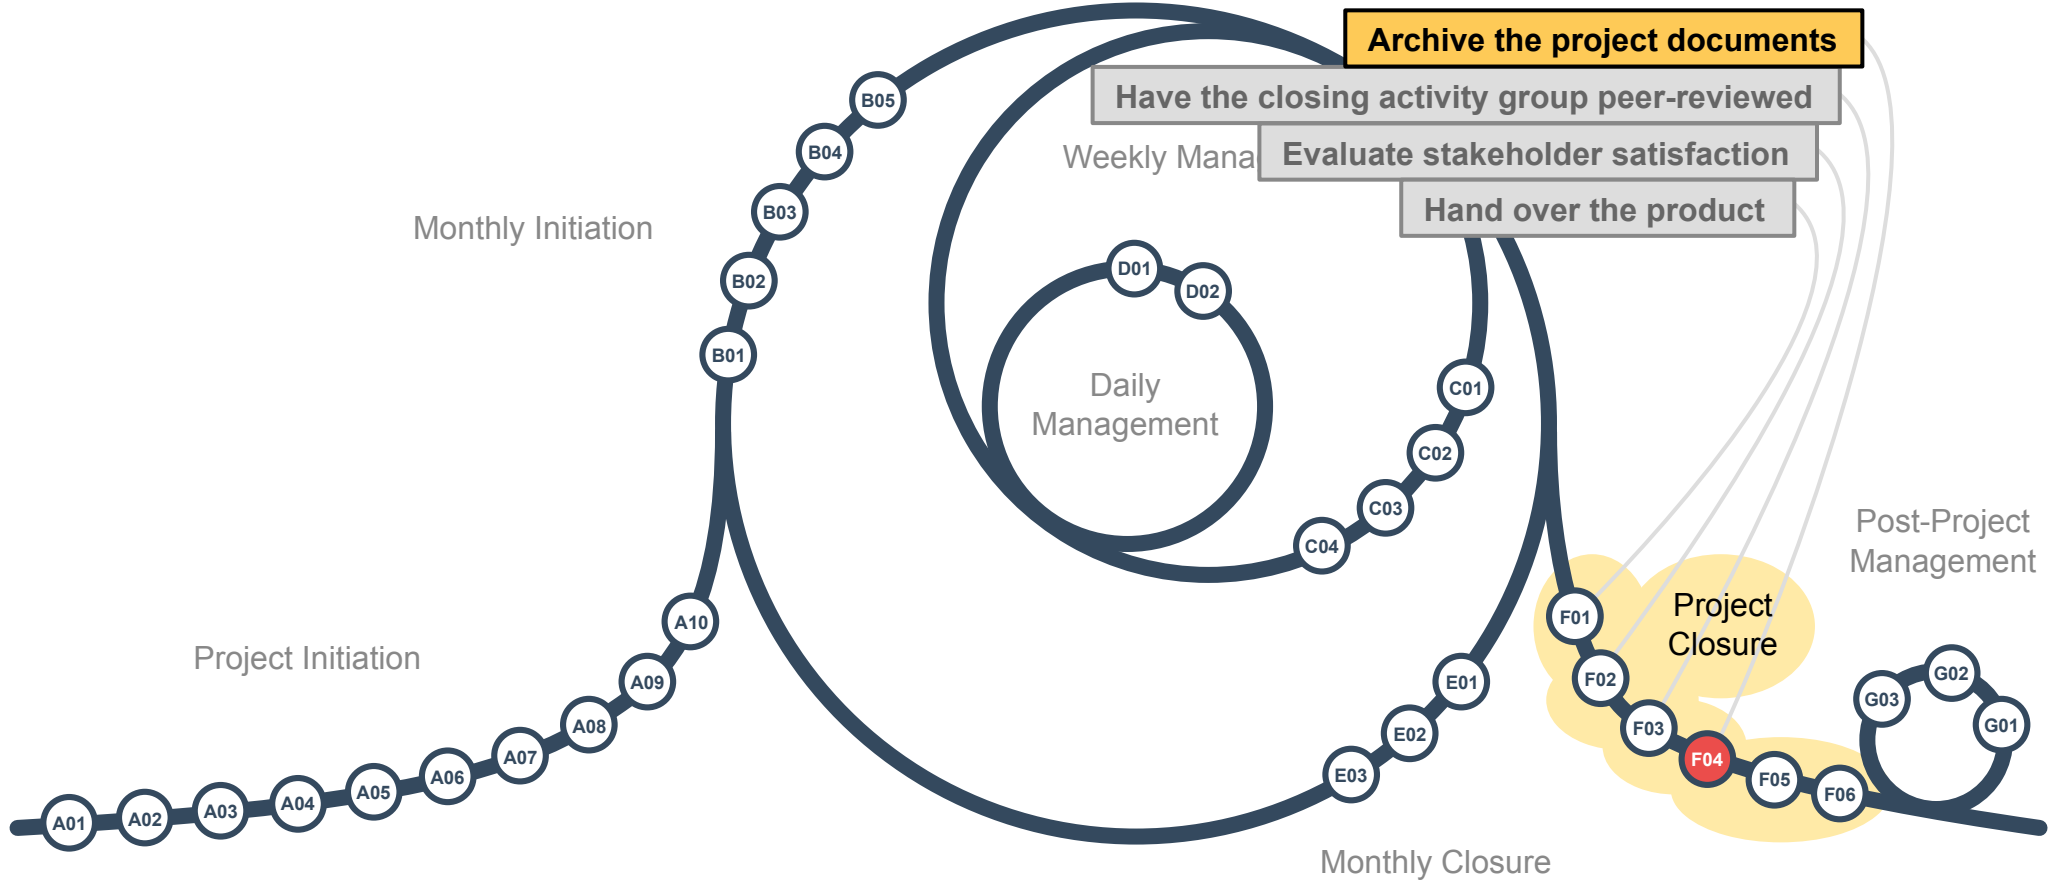 Archive the project documents
Have the closing activity group peer-reviewed
Evaluate stakeholder satisfaction
Hand over the product
Weekly Mana
Monthly Initiation
Daily
Management
Project Initiation
Monthly Closure
Project
Closure
Post-Project
Management
A01
A02
A03
A04
A05
A06
A07
A08
A09
A10
B01
B02
B03
B04
B05
C01
C02
C03
C04
D01
D02
E01
E02
E03
F01
F02
F03
F04
F05
F06
G01
G02
G03